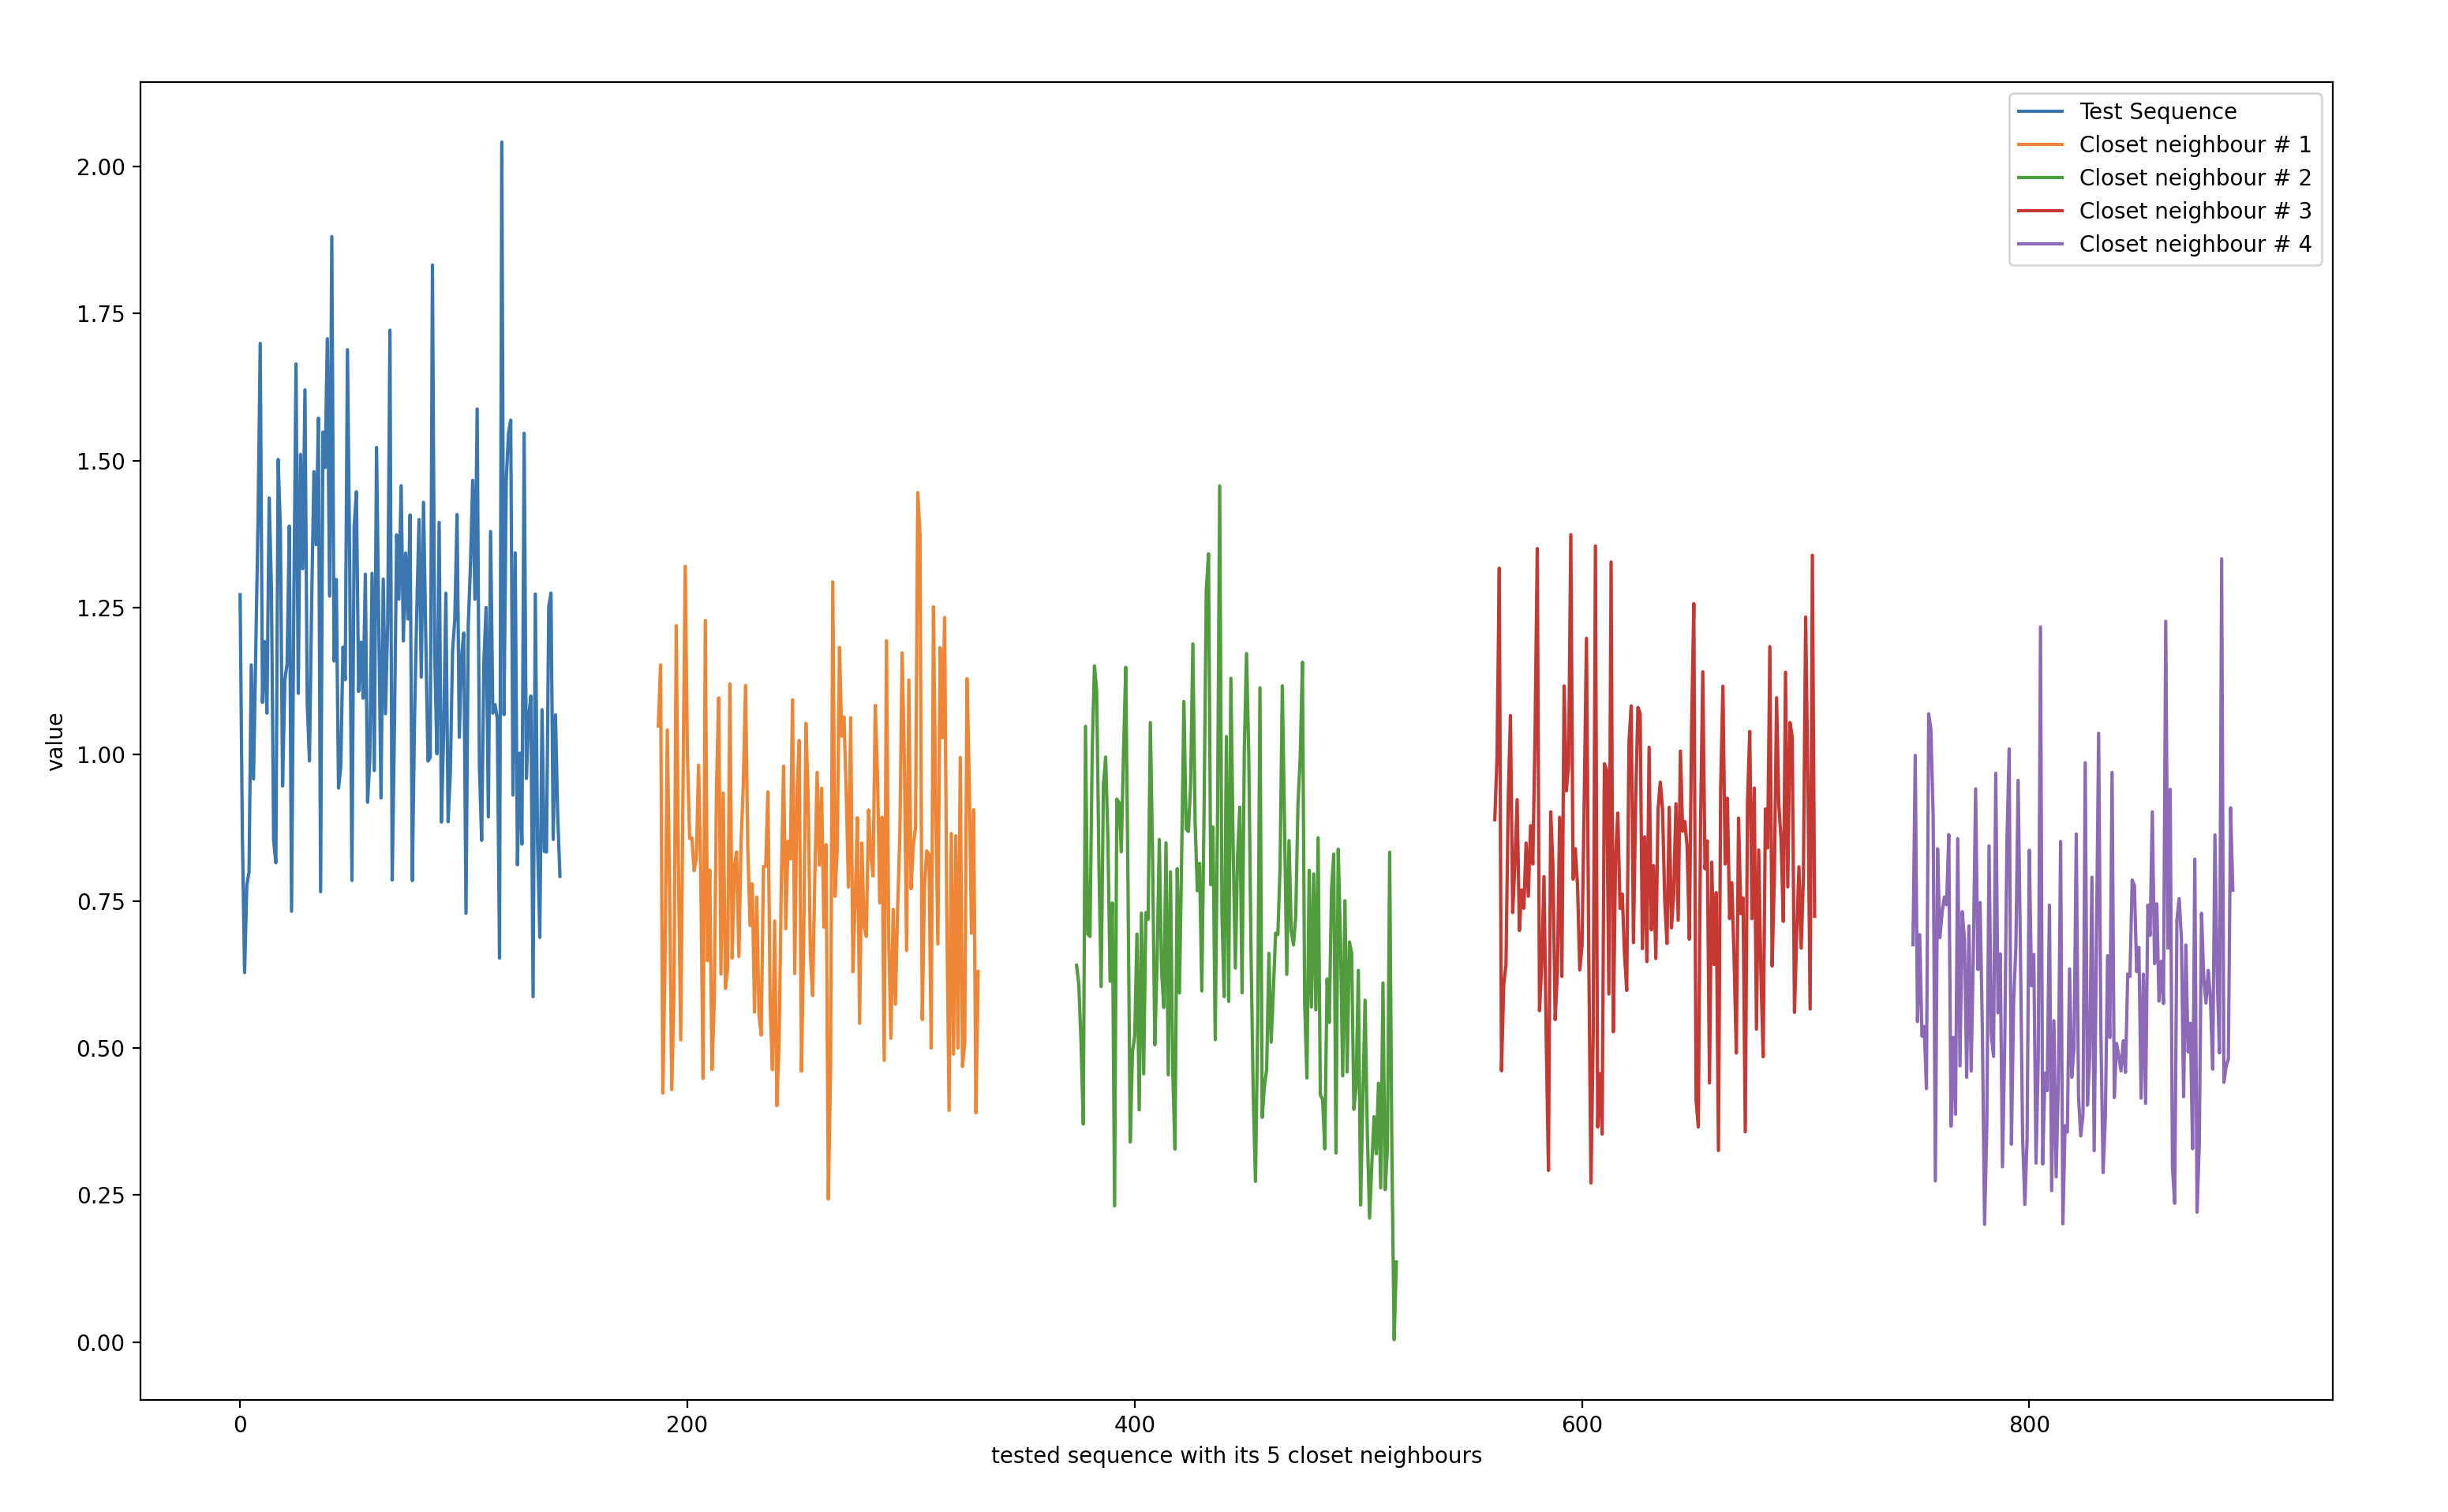 Test Sequence
Closet neighbour # 1
Closet neighbour # 2
Closet neighbour # 3
Closet neighbour # 4
2.00
1.75
1.50
1.25
1.00
0.75
0.50
0.25
0.00
value
0 200 400 600 800
tested sequence with its 5 closet neighbours